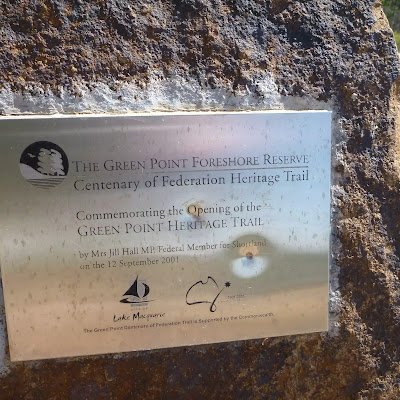 THE GREEN POINT FORESHORE RESERVE
Centenary of Federation Heritage Trail
Commemorating the Opening of the
GREEN POINT HERITAGE TRAIL
by Mrs Jill Hall MP, Federal Member for Shortland
on the 12 September 2001
Lake Macquarie
The Green Point Centenary of Federation Trail is Supported by the Commonwealth